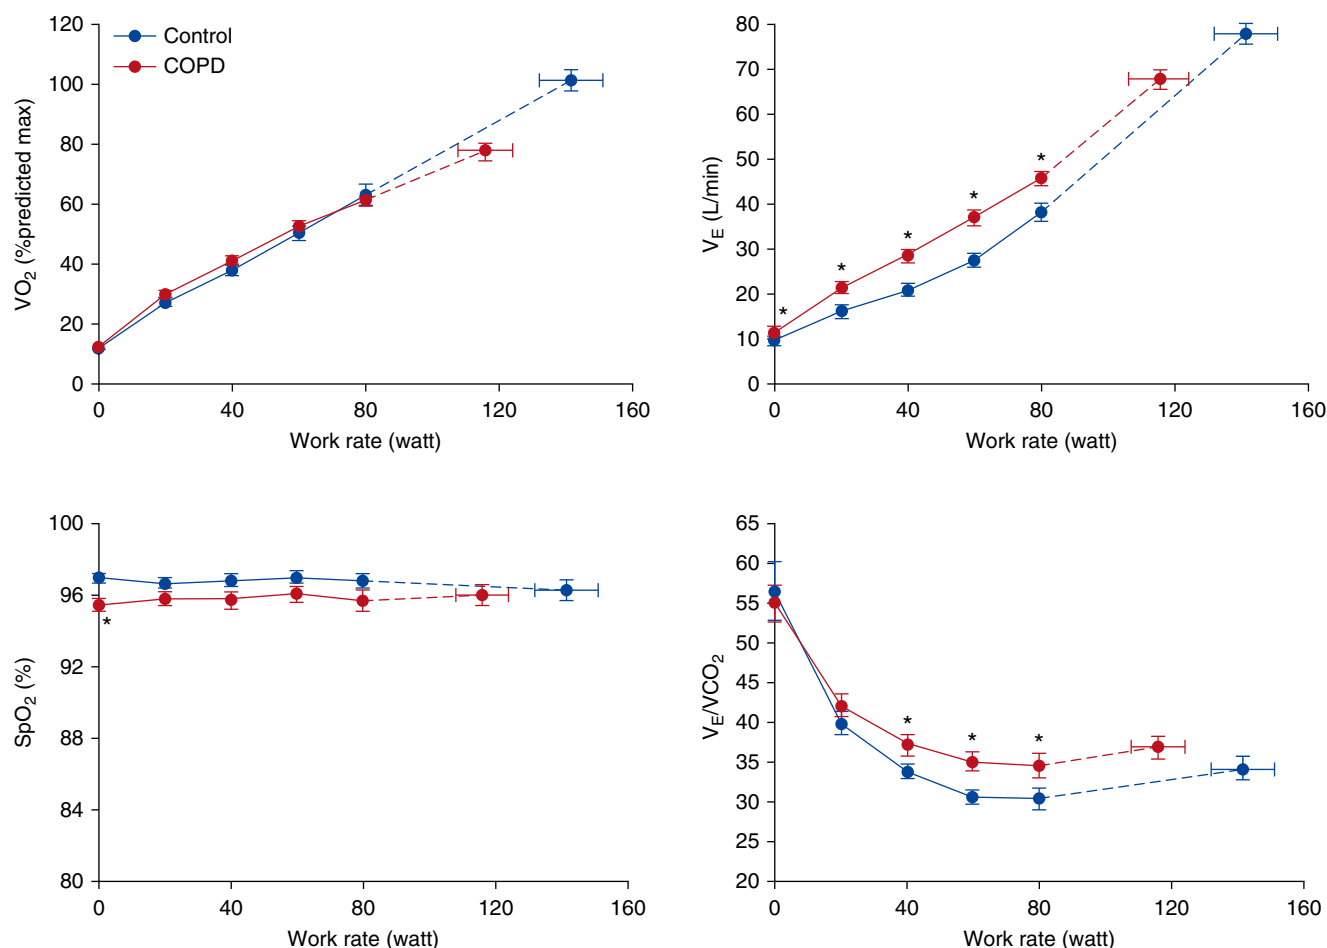 120
100
80
60
40
20
0
VO₂ (%predicted max)
Control
COPD
0 40 80 120 160
Work rate (watt)
80
70
60
50
40
30
20
10
0
V_E (L/min)
* * * * *
0 40 80 120 160
Work rate (watt)
100
96
92
88
84
80
SpO₂ (%)
*
0 40 80 120 160
Work rate (watt)
65
60
55
50
45
40
35
30
25
20
V_E/VCO₂
* * *
0 40 80 120 160
Work rate (watt)